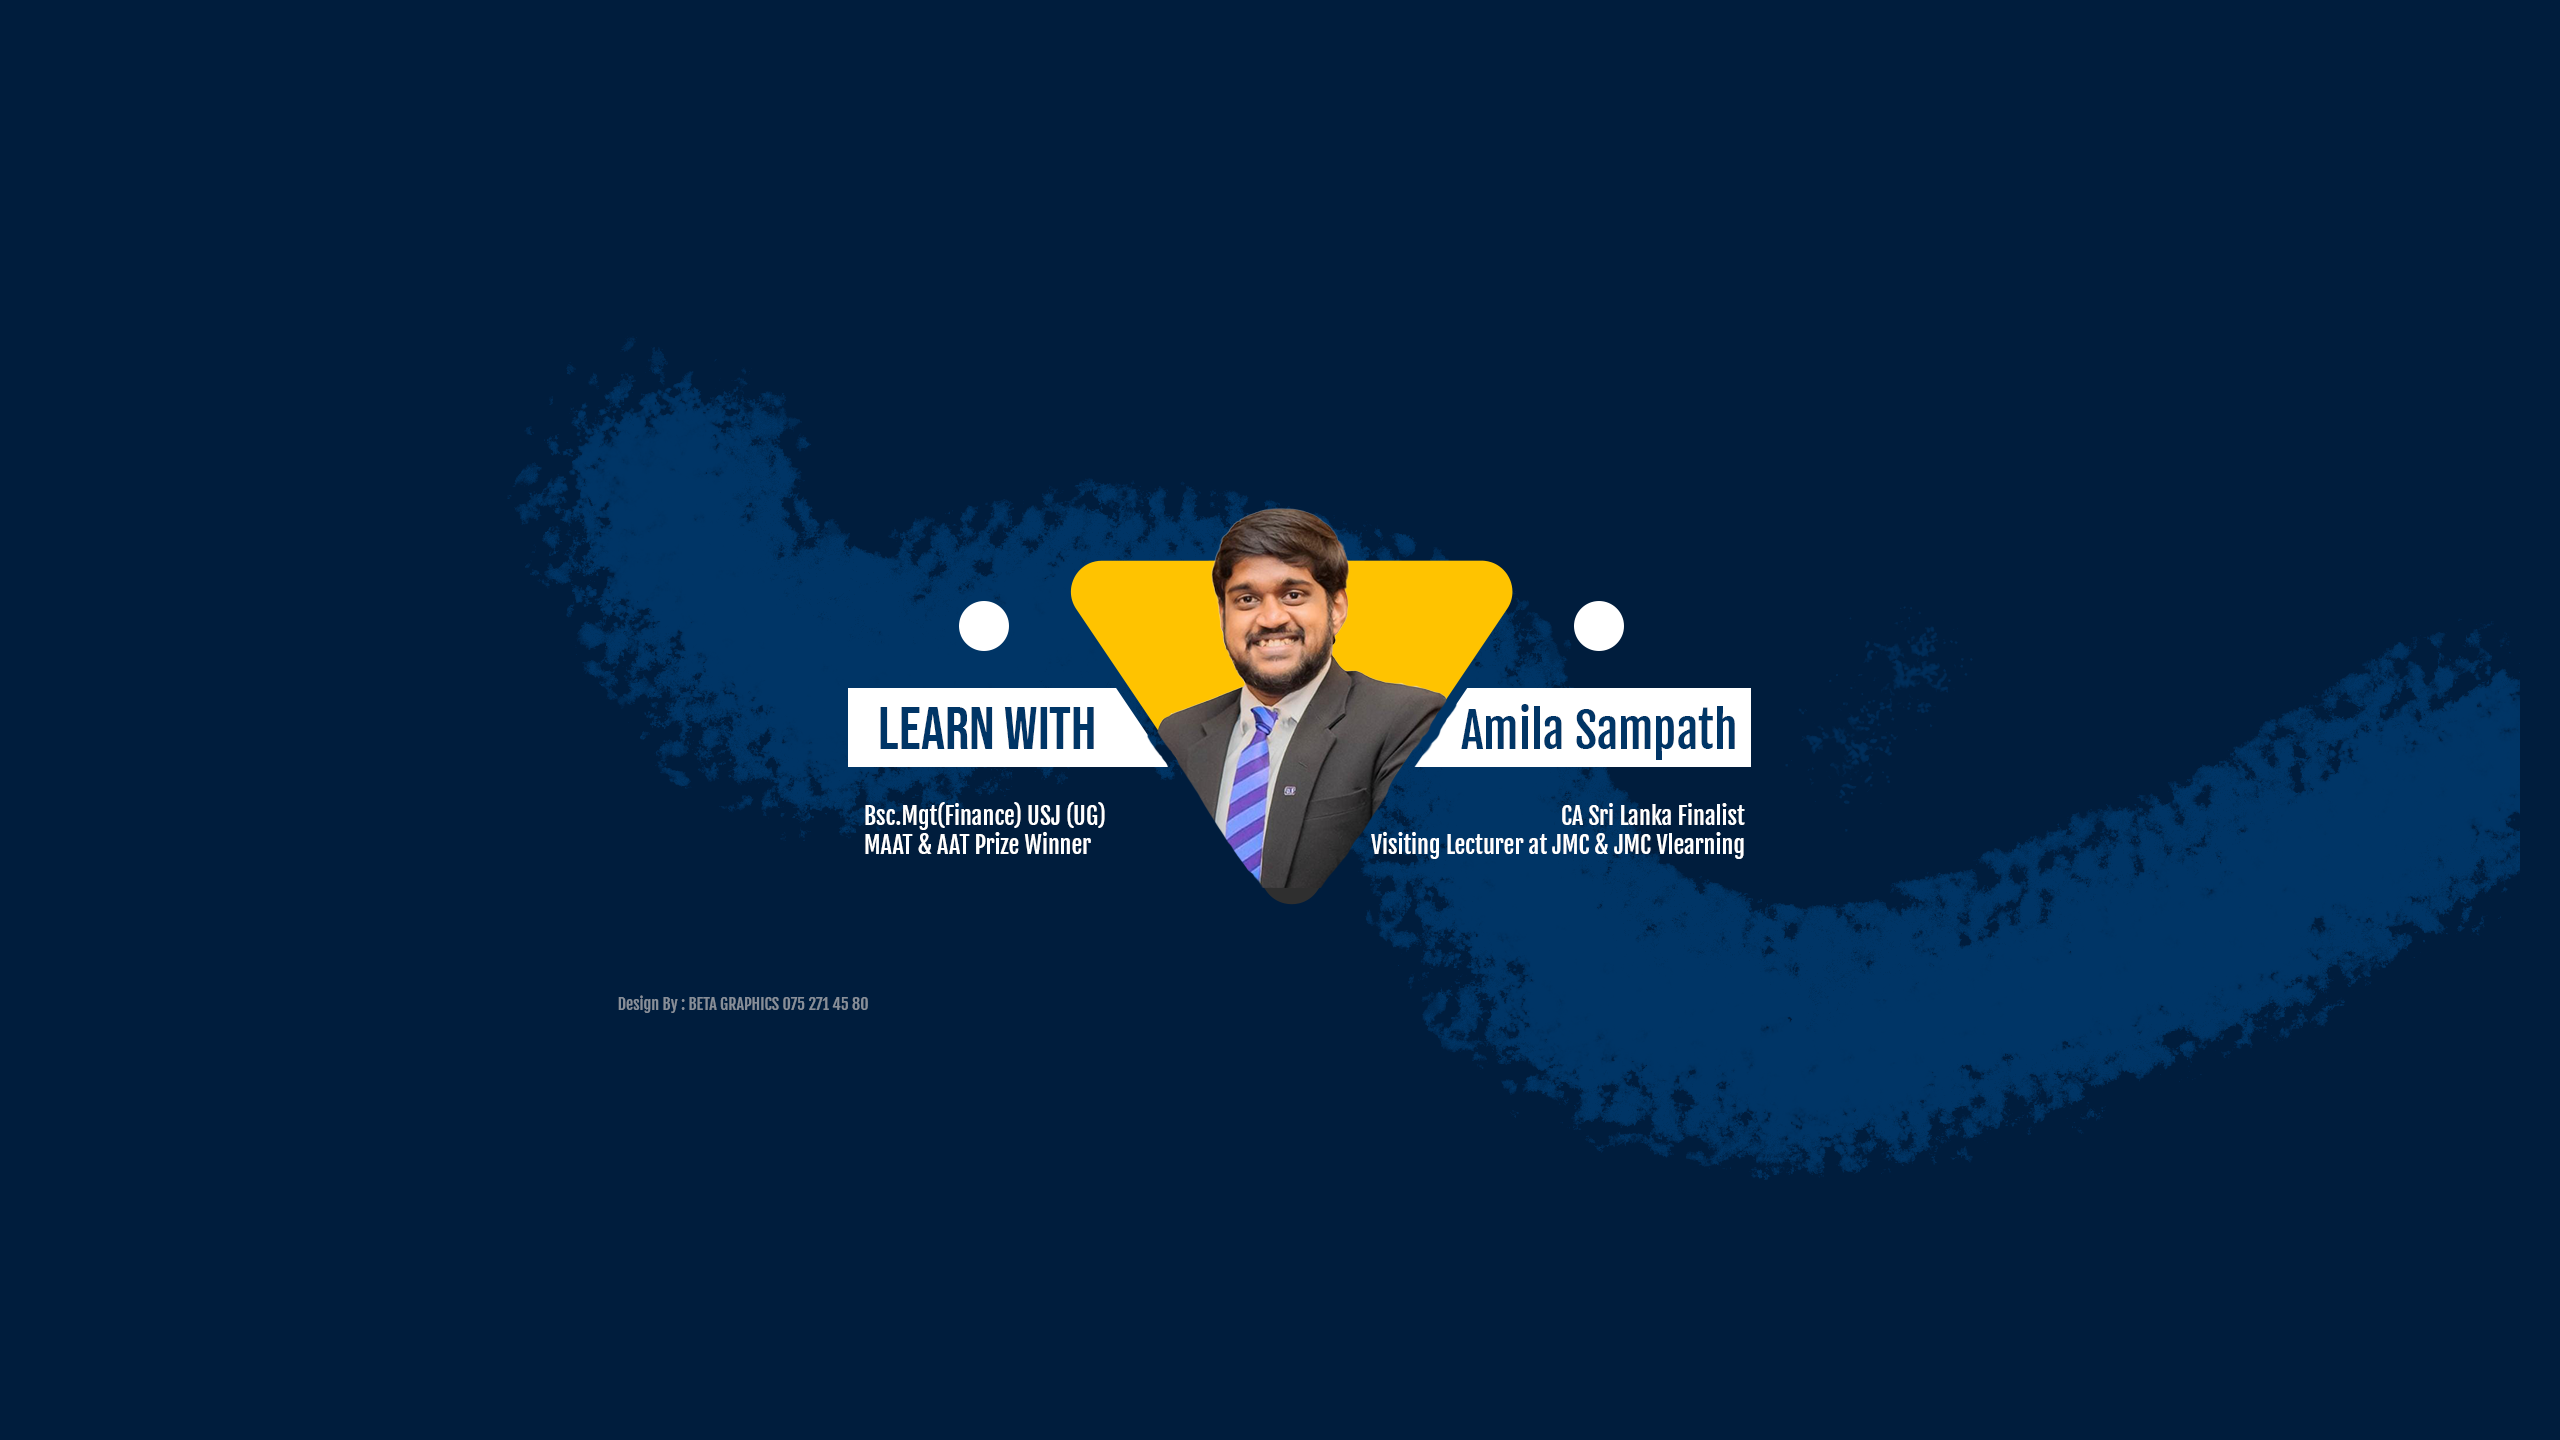 LEARN WITH
Amila Sampath
Bsc.Mgt(Finance) USJ (UG)
MAAT & AAT Prize Winner
CA Sri Lanka Finalist
Visiting Lecturer at JMC & JMC Vlearning
Design By : BETA GRAPHICS 075 271 45 80